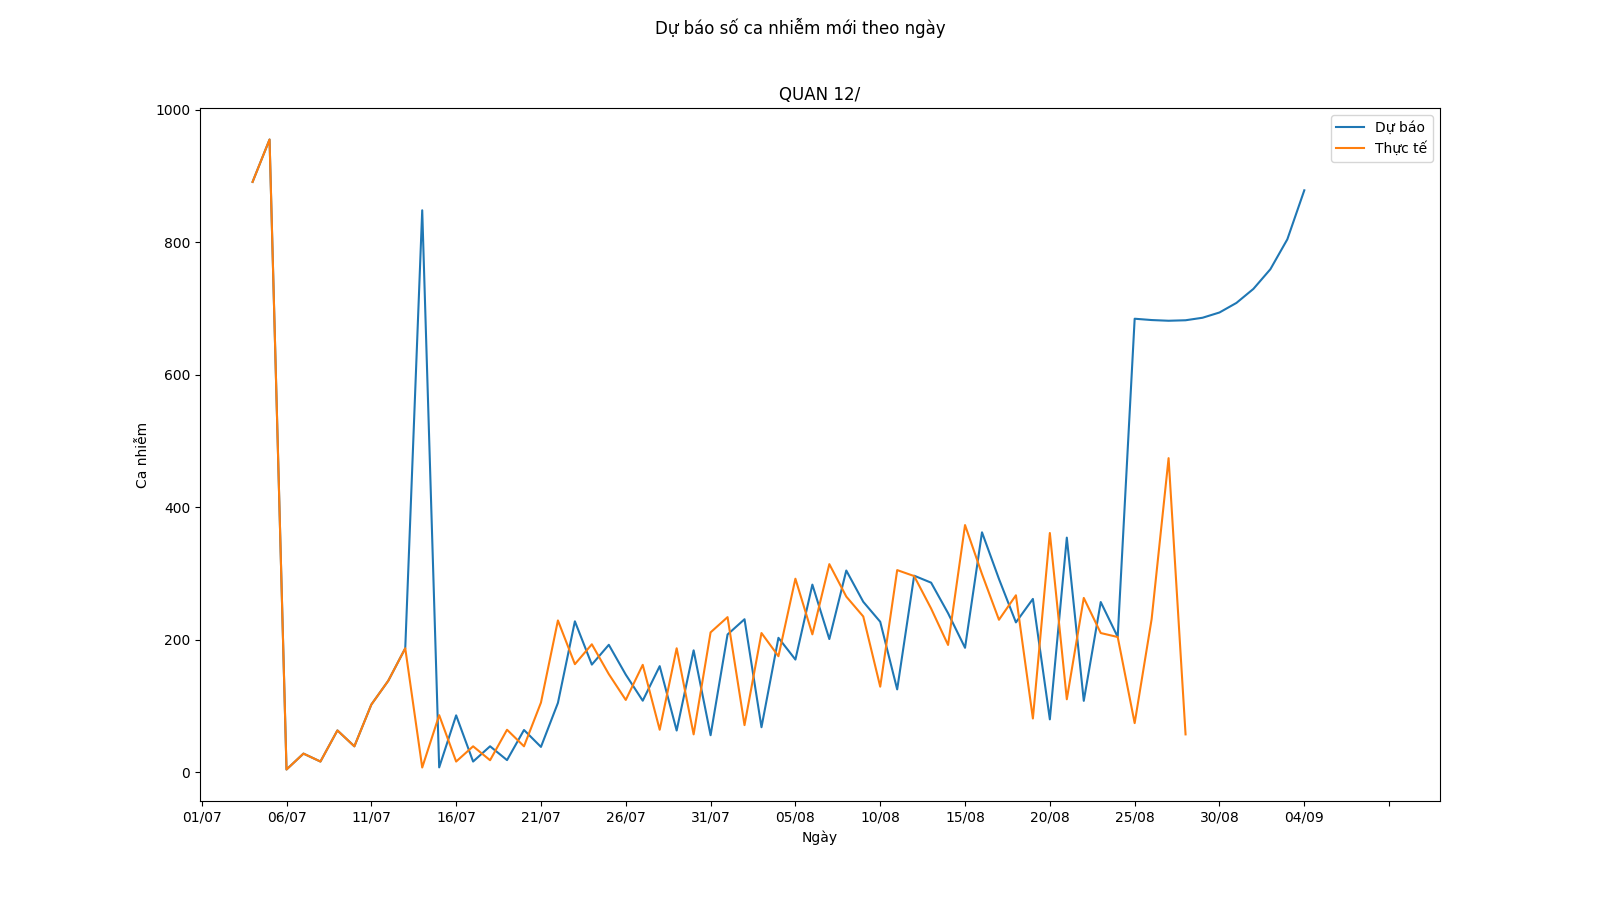 Dự báo số ca nhiễm mới theo ngày
QUAN 12/
Dự báo
Thực tế
1000
800
600
400
200
0
Ca nhiễm
01/07 06/07 11/07 16/07 21/07 26/07 31/07 05/08 10/08 15/08 20/08 25/08 30/08 04/09
Ngày